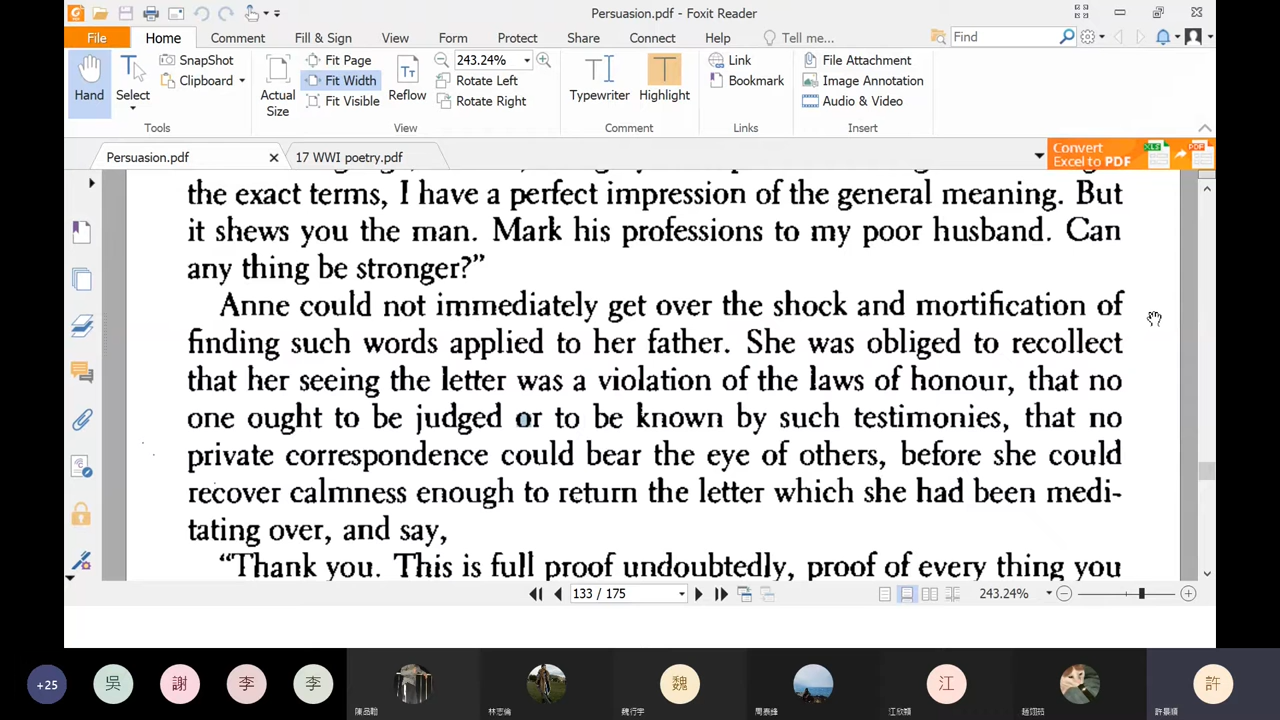 Persuasion.pdf - Foxit Reader
File Home Comment Fill & Sign View Form Protect Share Connect Help Tell me... Find
SnapShot Fit Page 243.24% Link File Attachment
Clipboard Fit Width Rotate Left Bookmark Image Annotation
Hand Select Actual Size Fit Visible Reflow Rotate Right Typewriter Highlight Audio & Video
Tools View Comment Links Insert
Persuasion.pdf 17 WWI poetry.pdf Convert Excel to PDF XLS PDF
the exact terms, I have a perfect impression of the general meaning. But
it shews you the man. Mark his professions to my poor husband. Can
any thing be stronger?”
Anne could not immediately get over the shock and mortification of
finding such words applied to her father. She was obliged to recollect
that her seeing the letter was a violation of the laws of honour, that no
one ought to be judged or to be known by such testimonies, that no
private correspondence could bear the eye of others, before she could
recover calmness enough to return the letter which she had been medi-
tating over, and say,
“Thank you. This is full proof undoubtedly, proof of every thing you
133 / 175 243.24%
+25 吳 謝 李 李 魏 江 許
林志倫 魏行宇